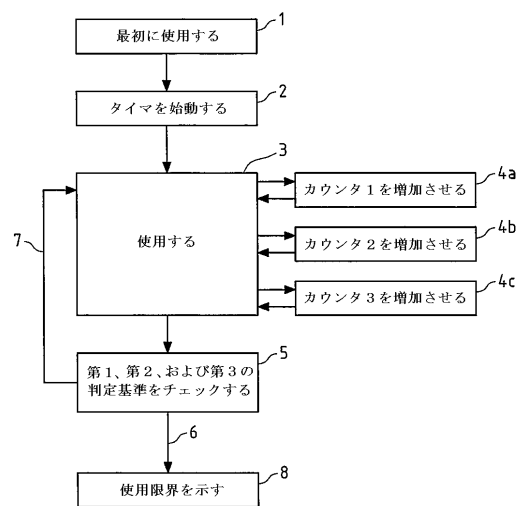 1
最初に使用する
2
タイマを始動する
3
使用する
4a
カウンタ1を増加させる
4b
カウンタ2を増加させる
4c
カウンタ3を増加させる
7
5
第1、第2、および第3の
判定基準をチェックする
6
8
使用限界を示す